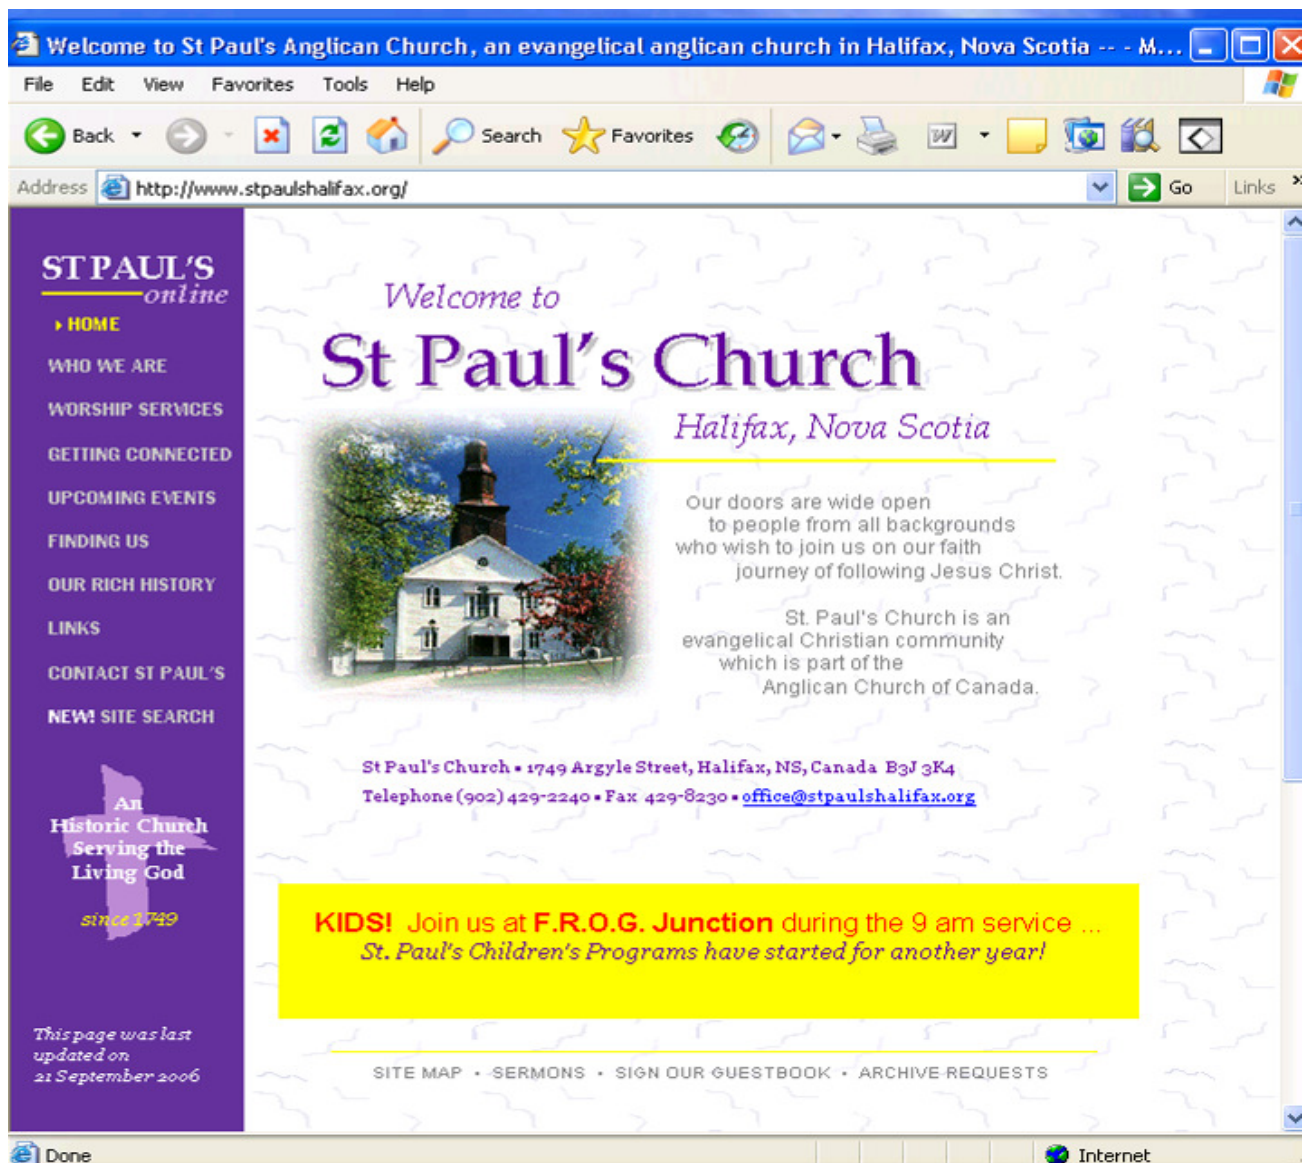 Welcome to St Paul's Anglican Church, an evangelical anglican church in Halifax, Nova Scotia -- - M...
File Edit View Favorites Tools Help
Back Search Favorites
Address http://www.stpaulshalifax.org/ Go Links »
ST PAUL'S
online
HOME
WHO WE ARE
WORSHIP SERVICES
GETTING CONNECTED
UPCOMING EVENTS
FINDING US
OUR RICH HISTORY
LINKS
CONTACT ST PAUL'S
NEW! SITE SEARCH
An
Historic Church
Serving the
Living God
since 1749
This page was last
updated on
21 September 2006
Welcome to
St Paul's Church
Halifax, Nova Scotia
Our doors are wide open
to people from all backgrounds
who wish to join us on our faith
journey of following Jesus Christ.
St. Paul's Church is an
evangelical Christian community
which is part of the
Anglican Church of Canada.
St Paul's Church ▪ 1749 Argyle Street, Halifax, NS, Canada B3J 3K4
Telephone (902) 429-2240 ▪ Fax 429-8230 ▪ office@stpaulshalifax.org
KIDS! Join us at F.R.O.G. Junction during the 9 am service ...
St. Paul's Children's Programs have started for another year!
SITE MAP • SERMONS • SIGN OUR GUESTBOOK • ARCHIVE REQUESTS
Done Internet